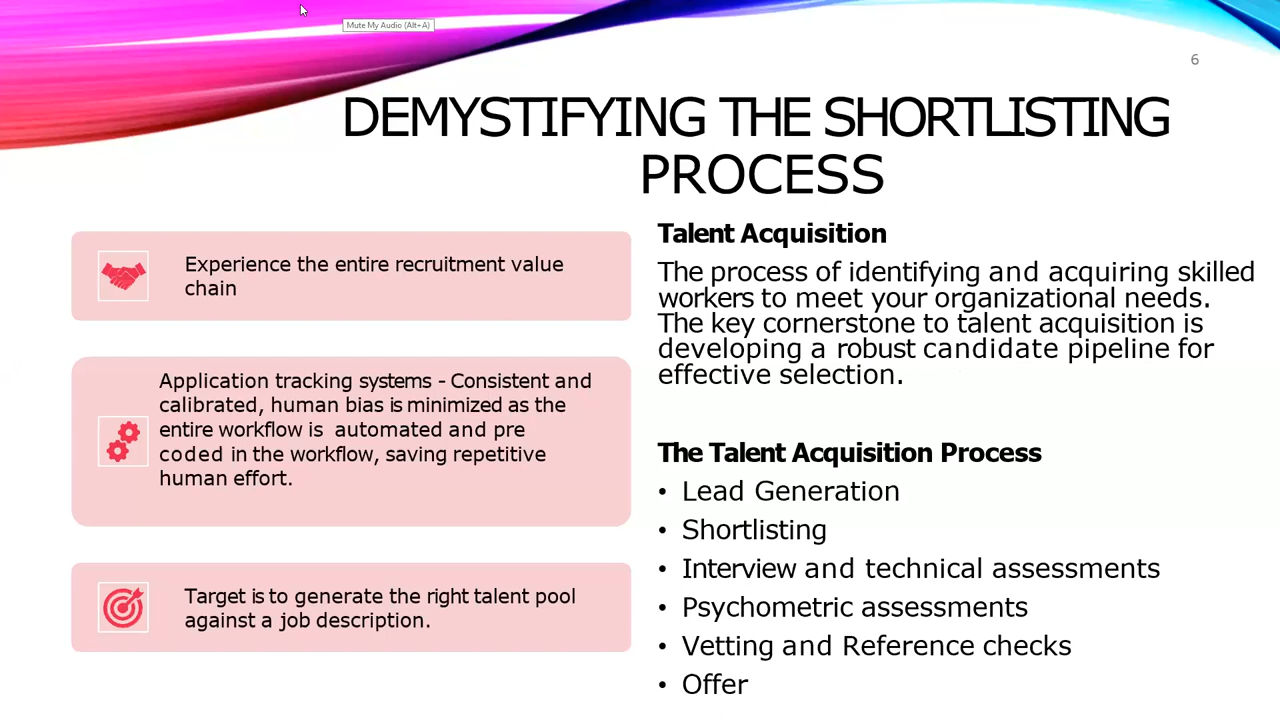 Mute My Audio (Alt+A)
6
DEMYSTIFYING THE SHORTLISTING
PROCESS
Experience the entire recruitment value
chain
Application tracking systems - Consistent and
calibrated, human bias is minimized as the
entire workflow is automated and pre
coded in the workflow, saving repetitive
human effort.
Target is to generate the right talent pool
against a job description.
Talent Acquisition
The process of identifying and acquiring skilled
workers to meet your organizational needs.
The key cornerstone to talent acquisition is
developing a robust candidate pipeline for
effective selection.
The Talent Acquisition Process
• Lead Generation
• Shortlisting
• Interview and technical assessments
• Psychometric assessments
• Vetting and Reference checks
• Offer